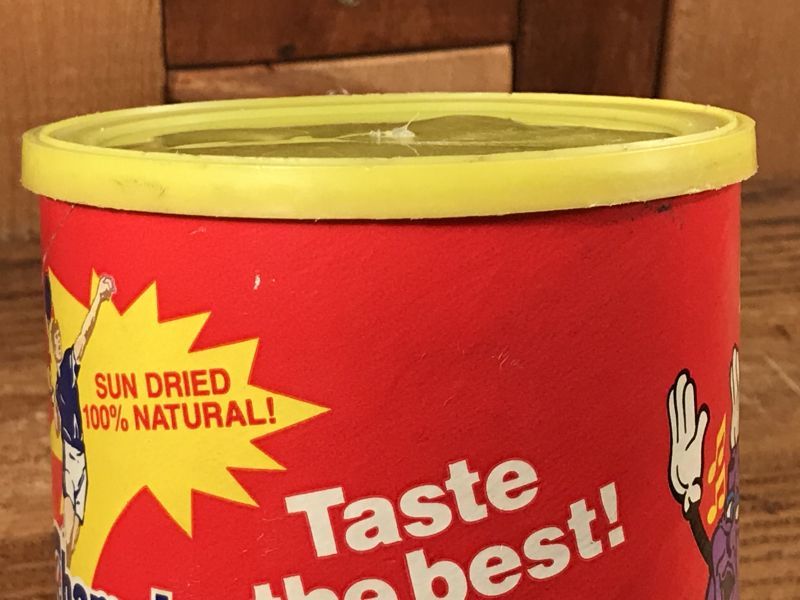 SUN DRIED
100% NATURAL!
Taste
the best!